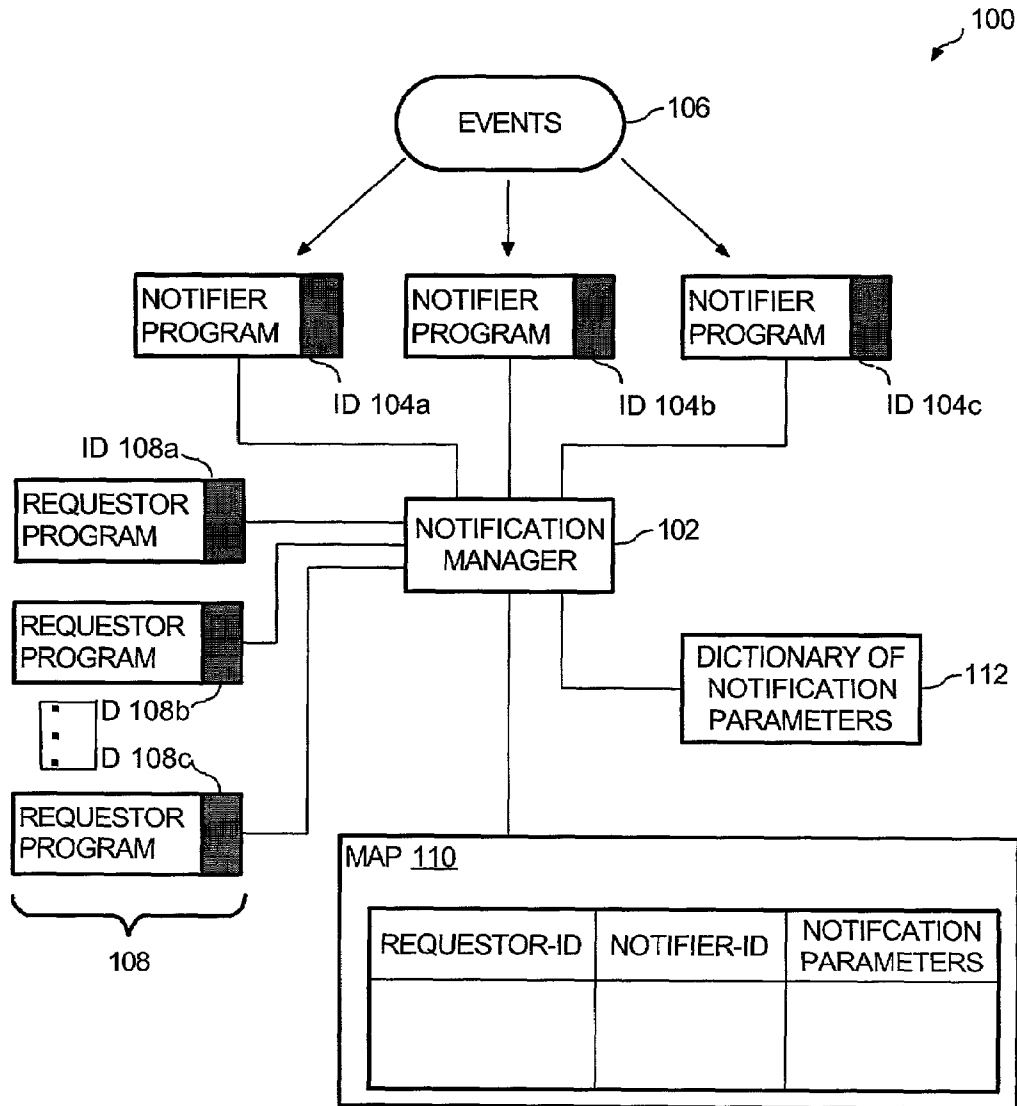 100
EVENTS
106
NOTIFIER
PROGRAM
NOTIFIER
PROGRAM
NOTIFIER
PROGRAM
ID 104a
ID 104b
ID 104c
ID 108a
REQUESTOR
PROGRAM
NOTIFICATION
MANAGER
102
REQUESTOR
PROGRAM
ID 108b
D 108c
DICTIONARY OF
NOTIFICATION
PARAMETERS
112
REQUESTOR
PROGRAM
108
MAP 110
REQUESTOR-ID
NOTIFIER-ID
NOTIFCATION
PARAMETERS